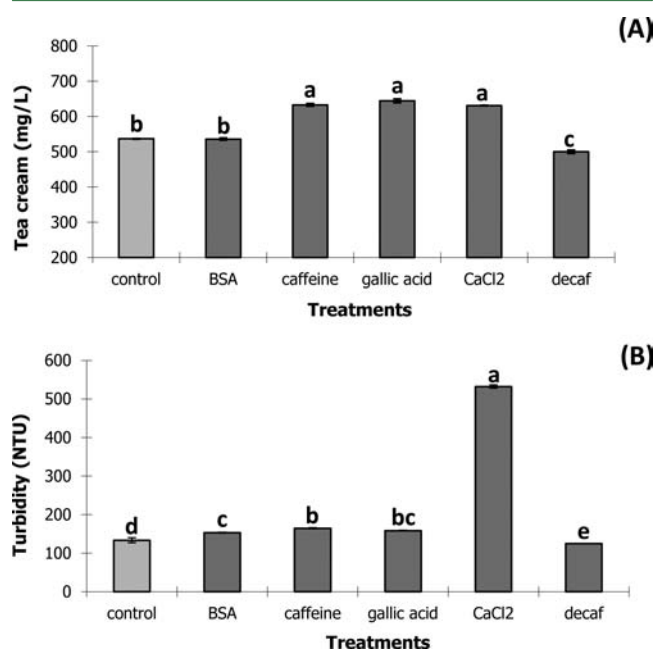 (A)
Tea cream (mg/L)
800
700
600
500
400
300
200
b b a a a c
control BSA caffeine gallic acid CaCl2 decaf
Treatments
(B)
Turbidity (NTU)
600
500
400
300
200
100
0
d c b bc a e
control BSA caffeine gallic acid CaCl2 decaf
Treatments